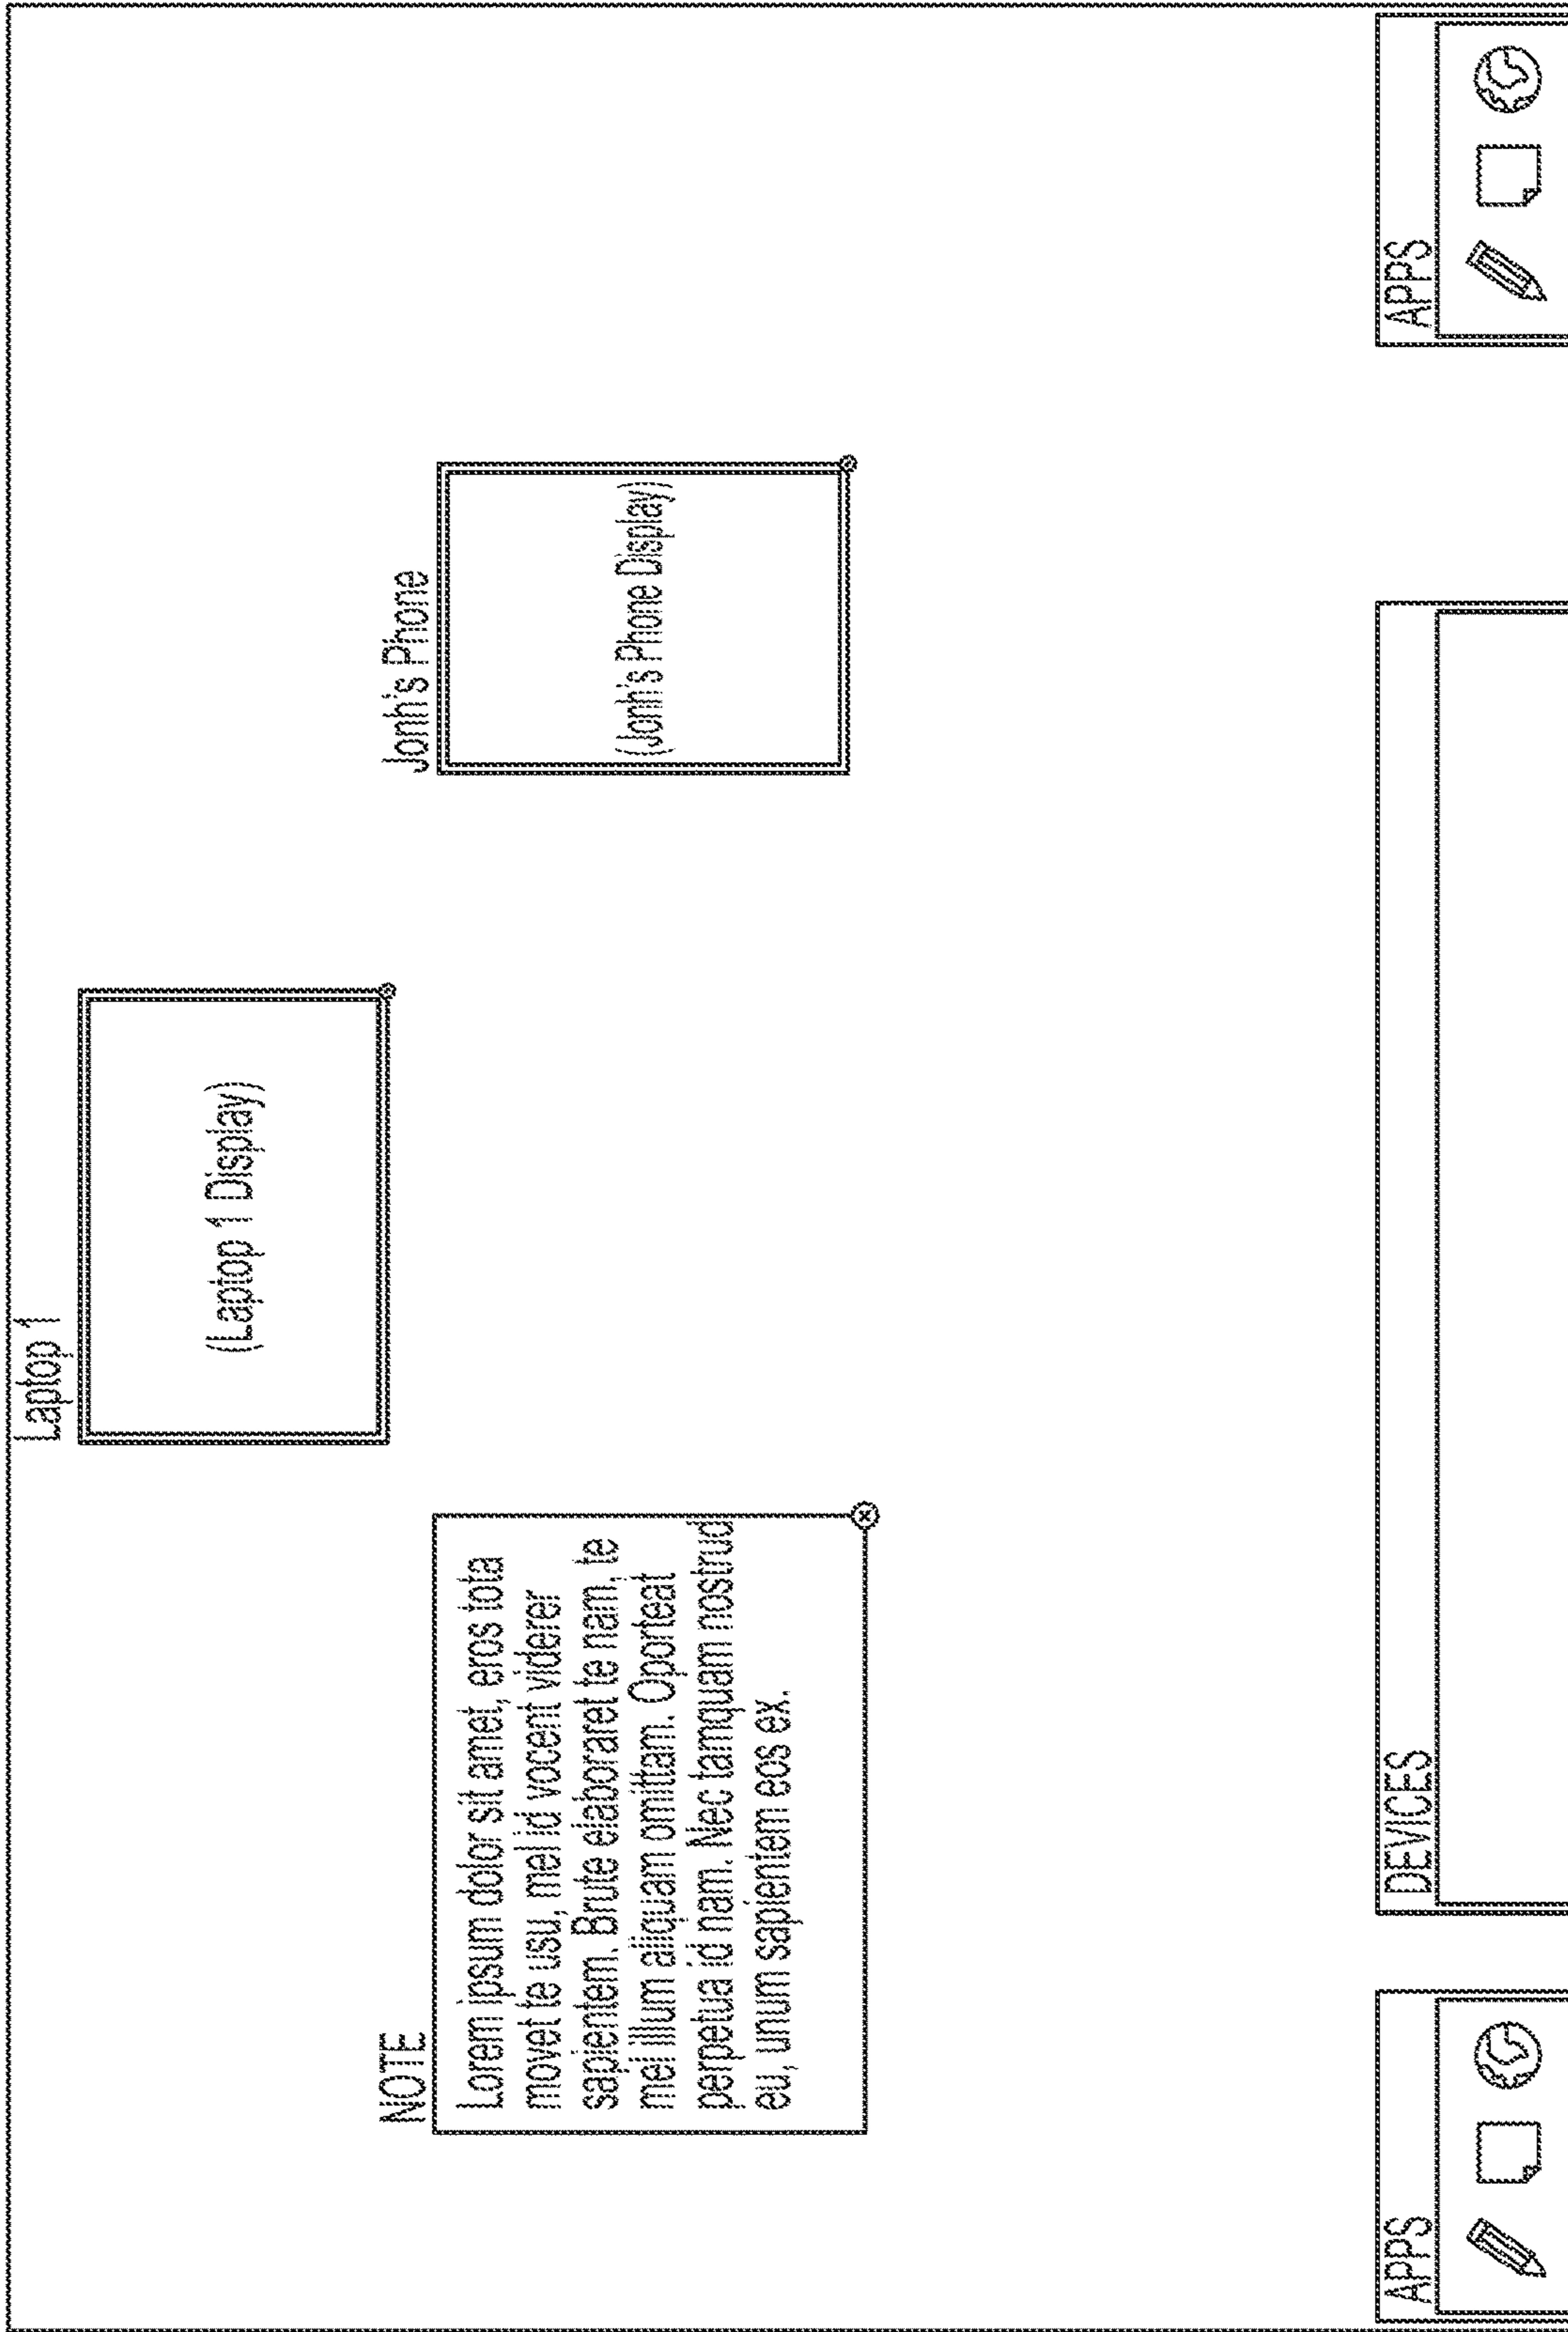 Laptop 1
(Laptop 1 Display)
NOTE
Lorem ipsum dolor sit amet, eros tota
movet te usu, mel id vocent viderer
sapientem. Brute elaboraret te nam, te
mel illum aliquam omittam. Oporteat
perpetua id nam. Nec tamquam nostrud
eu, unum sapientem eos ex.
Jonh's Phone
(Jonh's Phone Display)
APPS
DEVICES
APPS